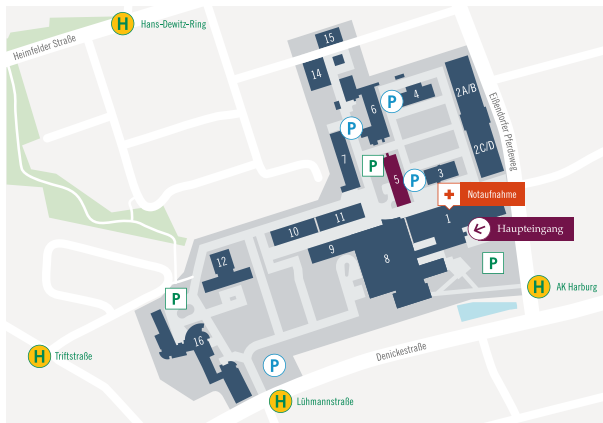 H Hans-Dewitz-Ring
Heimfelder Straße
15
14
2A/B
P
4
6
Eißendorfer Pferdeweg
P
2C/D
7
P
3
5
P
Notaufnahme
11
1
10
Haupteingang
9
8
12
P
P
H AK Harburg
16
H Triftstraße
Denickestraße
P
H Lühmannstraße